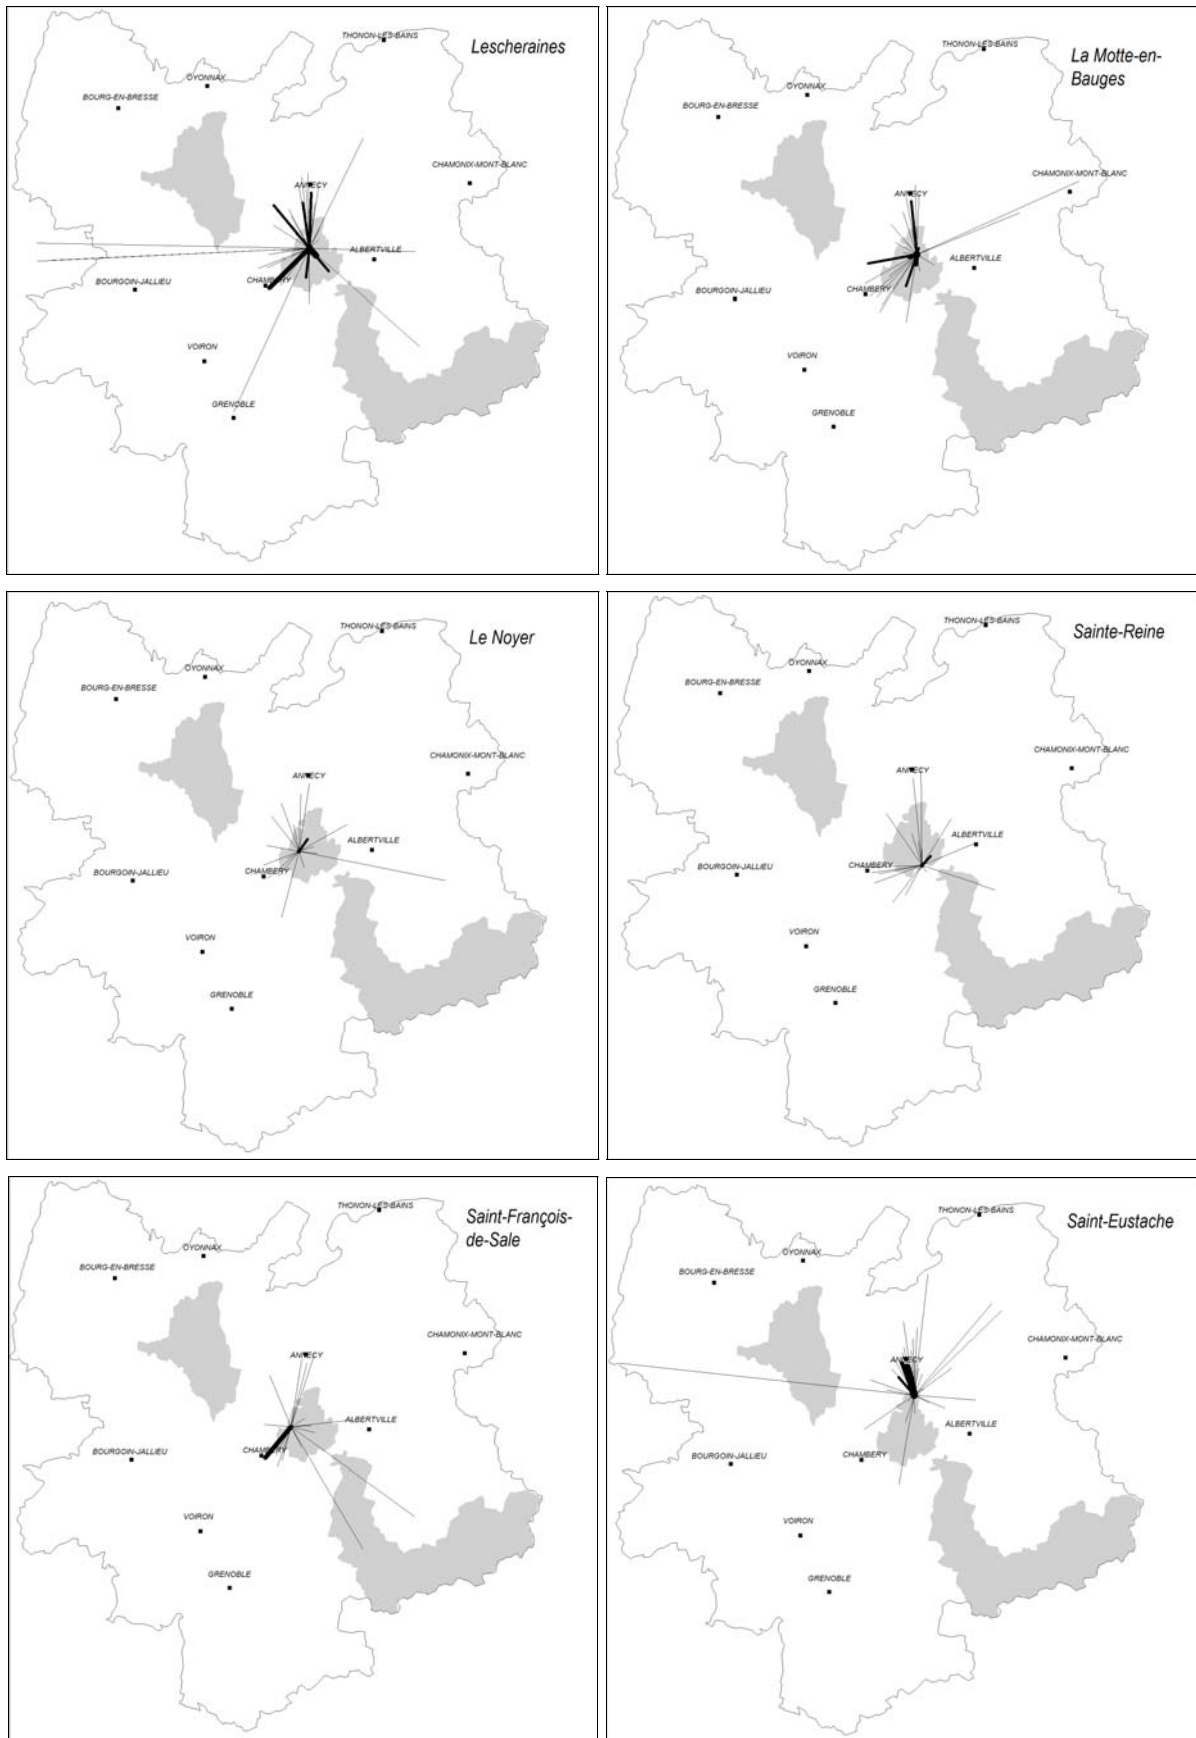 THONON-LES-BAINS
Lescheraines
OYONNAX
BOURG-EN-BRESSE
CHAMONIX-MONT-BLANC
ANNECY
ALBERTVILLE
CHAMBERY
BOURGOIN-JALLIEU
VOIRON
GRENOBLE
THONON-LES-BAINS
La Motte-en-
Bauges
OYONNAX
BOURG-EN-BRESSE
CHAMONIX-MONT-BLANC
ANNECY
ALBERTVILLE
CHAMBERY
BOURGOIN-JALLIEU
VOIRON
GRENOBLE
THONON-LES-BAINS
Le Noyer
OYONNAX
BOURG-EN-BRESSE
CHAMONIX-MONT-BLANC
ANNECY
ALBERTVILLE
CHAMBERY
BOURGOIN-JALLIEU
VOIRON
GRENOBLE
THONON-LES-BAINS
Sainte-Reine
OYONNAX
BOURG-EN-BRESSE
CHAMONIX-MONT-BLANC
ANNECY
ALBERTVILLE
CHAMBERY
BOURGOIN-JALLIEU
VOIRON
GRENOBLE
THONON-LES-BAINS
Saint-François-
de-Sale
OYONNAX
BOURG-EN-BRESSE
CHAMONIX-MONT-BLANC
ANNECY
ALBERTVILLE
CHAMBERY
BOURGOIN-JALLIEU
VOIRON
GRENOBLE
THONON-LES-BAINS
Saint-Eustache
OYONNAX
BOURG-EN-BRESSE
CHAMONIX-MONT-BLANC
ANNECY
ALBERTVILLE
CHAMBERY
BOURGOIN-JALLIEU
VOIRON
GRENOBLE